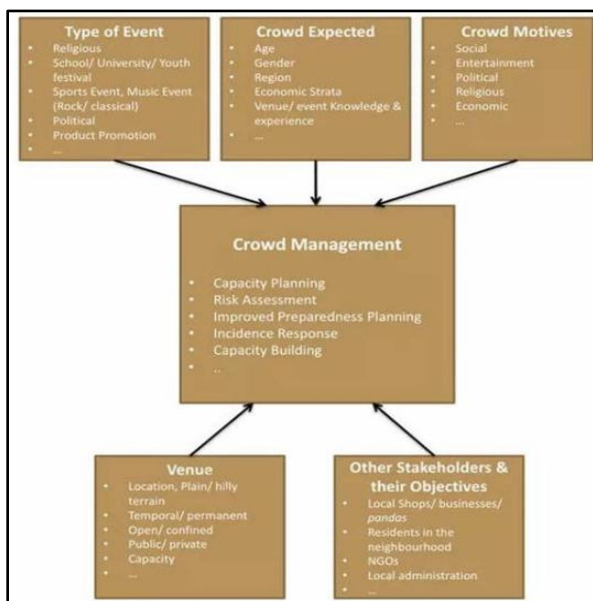 Type of Event
• Religious
• School/ University/ Youth
festival
• Sports Event, Music Event
(Rock/ classical)
• Political
• Product Promotion
• ...
Crowd Expected
• Age
• Gender
• Region
• Economic Strata
• Venue/ event Knowledge &
experience
• ...
Crowd Motives
• Social
• Entertainment
• Political
• Religious
• Economic
• ...
Crowd Management
• Capacity Planning
• Risk Assessment
• Improved Preparedness Planning
• Incidence Response
• Capacity Building
• ..
Venue
• Location, Plain/ hilly
terrain
• Temporal/ permanent
• Open/ confined
• Public/ private
• Capacity
• ...
Other Stakeholders &
their Objectives
• Local Shops/ businesses/
pandas
• Residents in the
neighbourhood
• NGOs
• Local administration
• ...